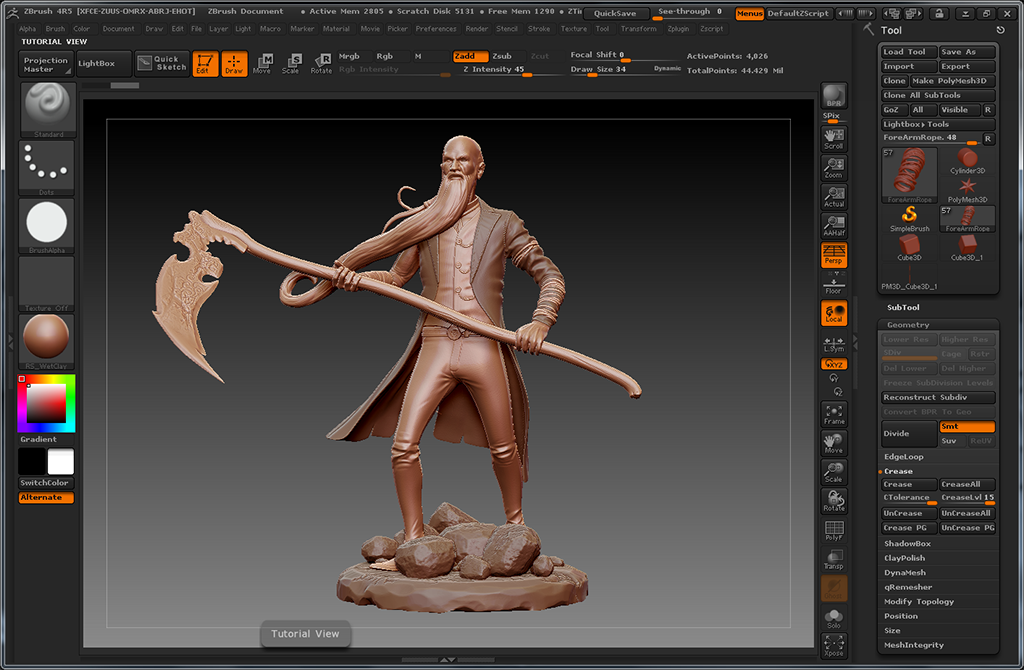 ZBrush 4R5 [XFCE-ZUUS-OMRX-ABRJ-EHOT] ZBrush Document • Active Mem 2805 • Scratch Disk 5131 • Free Mem 1290 • ZTi QuickSave See-through 0 Menus DefaultZScript
Alpha Brush Color Document Draw Edit File Layer Light Macro Marker Material Movie Picker Preferences Render Stencil Stroke Texture Tool Transform Zplugin Zscript
TUTORIAL VIEW
Projection Master
LightBox
Quick Sketch
Edit
Draw
Move
Scale
Rotate
Mrgb Rgb M
Rgb Intensity
Zadd Zsub Zcut
Z Intensity 45
Focal Shift 0
Draw Size 34 Dynamic
ActivePoints: 4,026
TotalPoints: 44.429 Mil
Standard
Dots
BrushAlpha
Texture Off
RS_WetClay
Gradient
SwitchColor
Alternate
Tutorial View
BPR
SPix
Scroll
Zoom
Actual
AAHalf
Persp
Floor
Local
L.Sym
XYZ
Frame
Move
Scale
Rotate
PolyF
Transp
Solo
Xpose
Tool
Load Tool Save As
Import Export
Clone Make PolyMesh3D
Clone All SubTools
GoZ All Visible R
Lightbox▸Tools
ForeArmRope. 48 R
57
ForeArmRope
Cylinder3D
PolyMesh3D
SimpleBrush
57
ForeArmRope
Cube3D
Cube3D_1
PM3D_Cube3D_1
SubTool
Geometry
Lower Res Higher Res
SDiv Cage Rstr
Del Lower Del Higher
Freeze SubDivision Levels
Reconstruct Subdiv
Convert BPR To Geo
Divide
Smt
Suv ReUV
EdgeLoop
Crease
Crease CreaseAll
CTolerance CreaseLvl 15
UnCrease UnCreaseAll
Crease PG UnCrease PG
ShadowBox
ClayPolish
DynaMesh
qRemesher
Modify Topology
Position
Size
MeshIntegrity